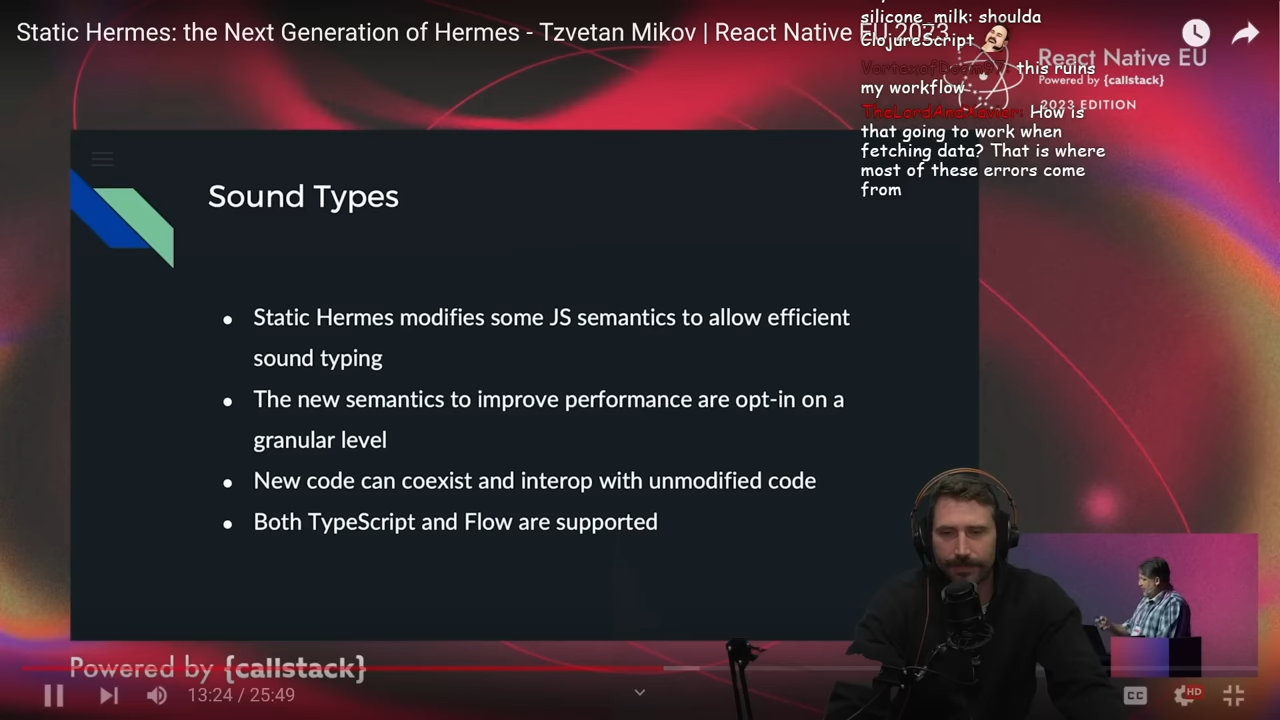 Static Hermes: the Next Generation of Hermes - Tzvetan Mikov | React Native EU 2023
silicone_milk: shoulda
ClojureScript
this ruins
my workflow
TheLordAndXavier: How is
that going to work when
fetching data? That is where
most of these errors come
from
React Native EU
Powered by {callstack}
2023 EDITION
Sound Types
• Static Hermes modifies some JS semantics to allow efficient
sound typing
• The new semantics to improve performance are opt-in on a
granular level
• New code can coexist and interop with unmodified code
• Both TypeScript and Flow are supported
Powered by {callstack}
13:24 / 25:49
CC
HD